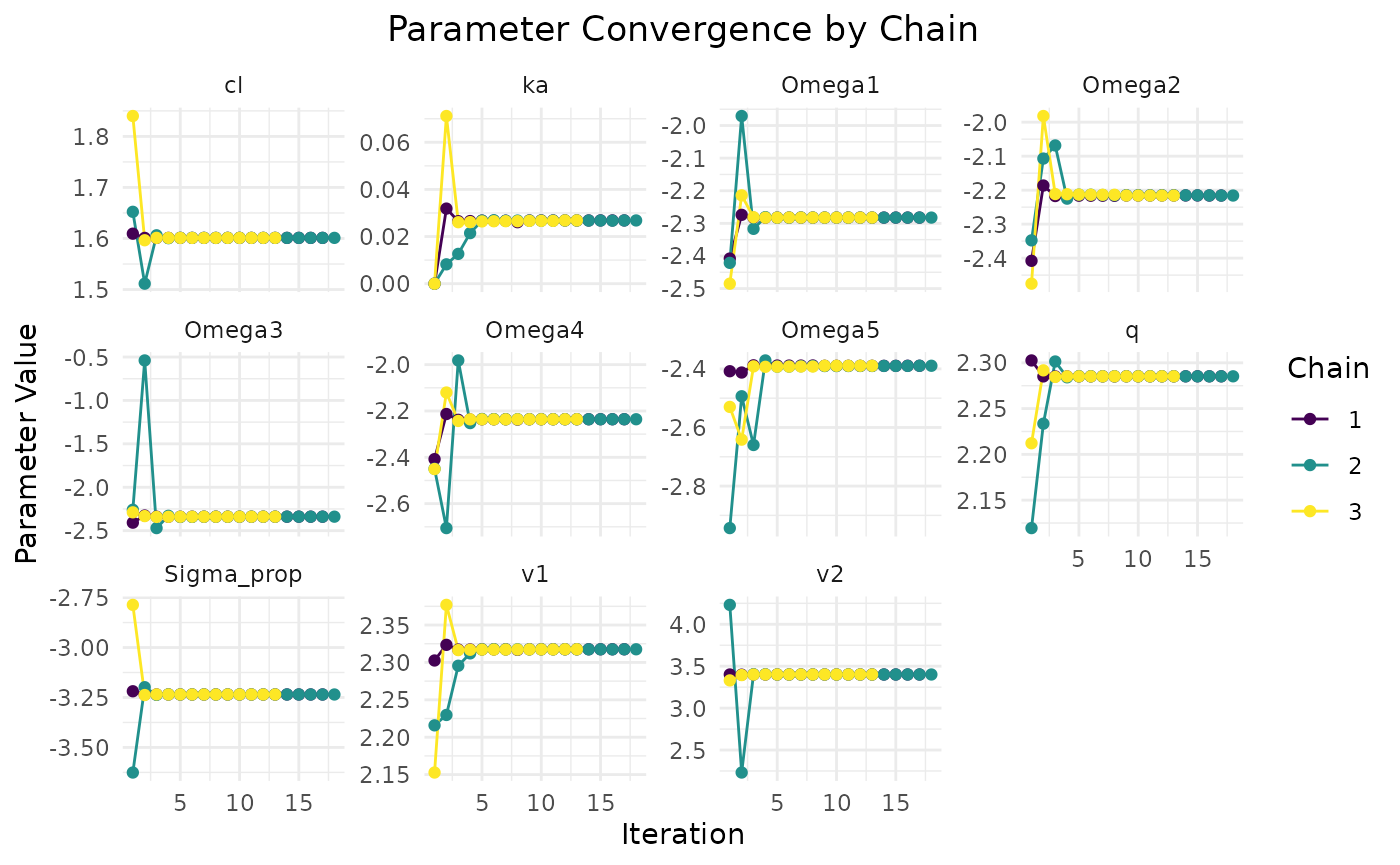 Parameter Convergence by Chain
cl
ka
Omega1
Omega2
1.8
1.7
1.6
1.5
0.06
0.04
0.02
0.00
-2.0
-2.1
-2.2
-2.3
-2.4
-2.5
-2.0
-2.1
-2.2
-2.3
-2.4
Omega3
Omega4
Omega5
q
-0.5
-1.0
-1.5
-2.0
-2.5
-2.0
-2.2
-2.4
-2.6
-2.4
-2.6
-2.8
2.30
2.25
2.20
2.15
5 10 15
Sigma_prop
v1
v2
-2.75
-3.00
-3.25
-3.50
2.35
2.30
2.25
2.20
2.15
4.0
3.5
3.0
2.5
5 10 15
5 10 15
5 10 15
Iteration
Parameter Value
Chain
1
2
3